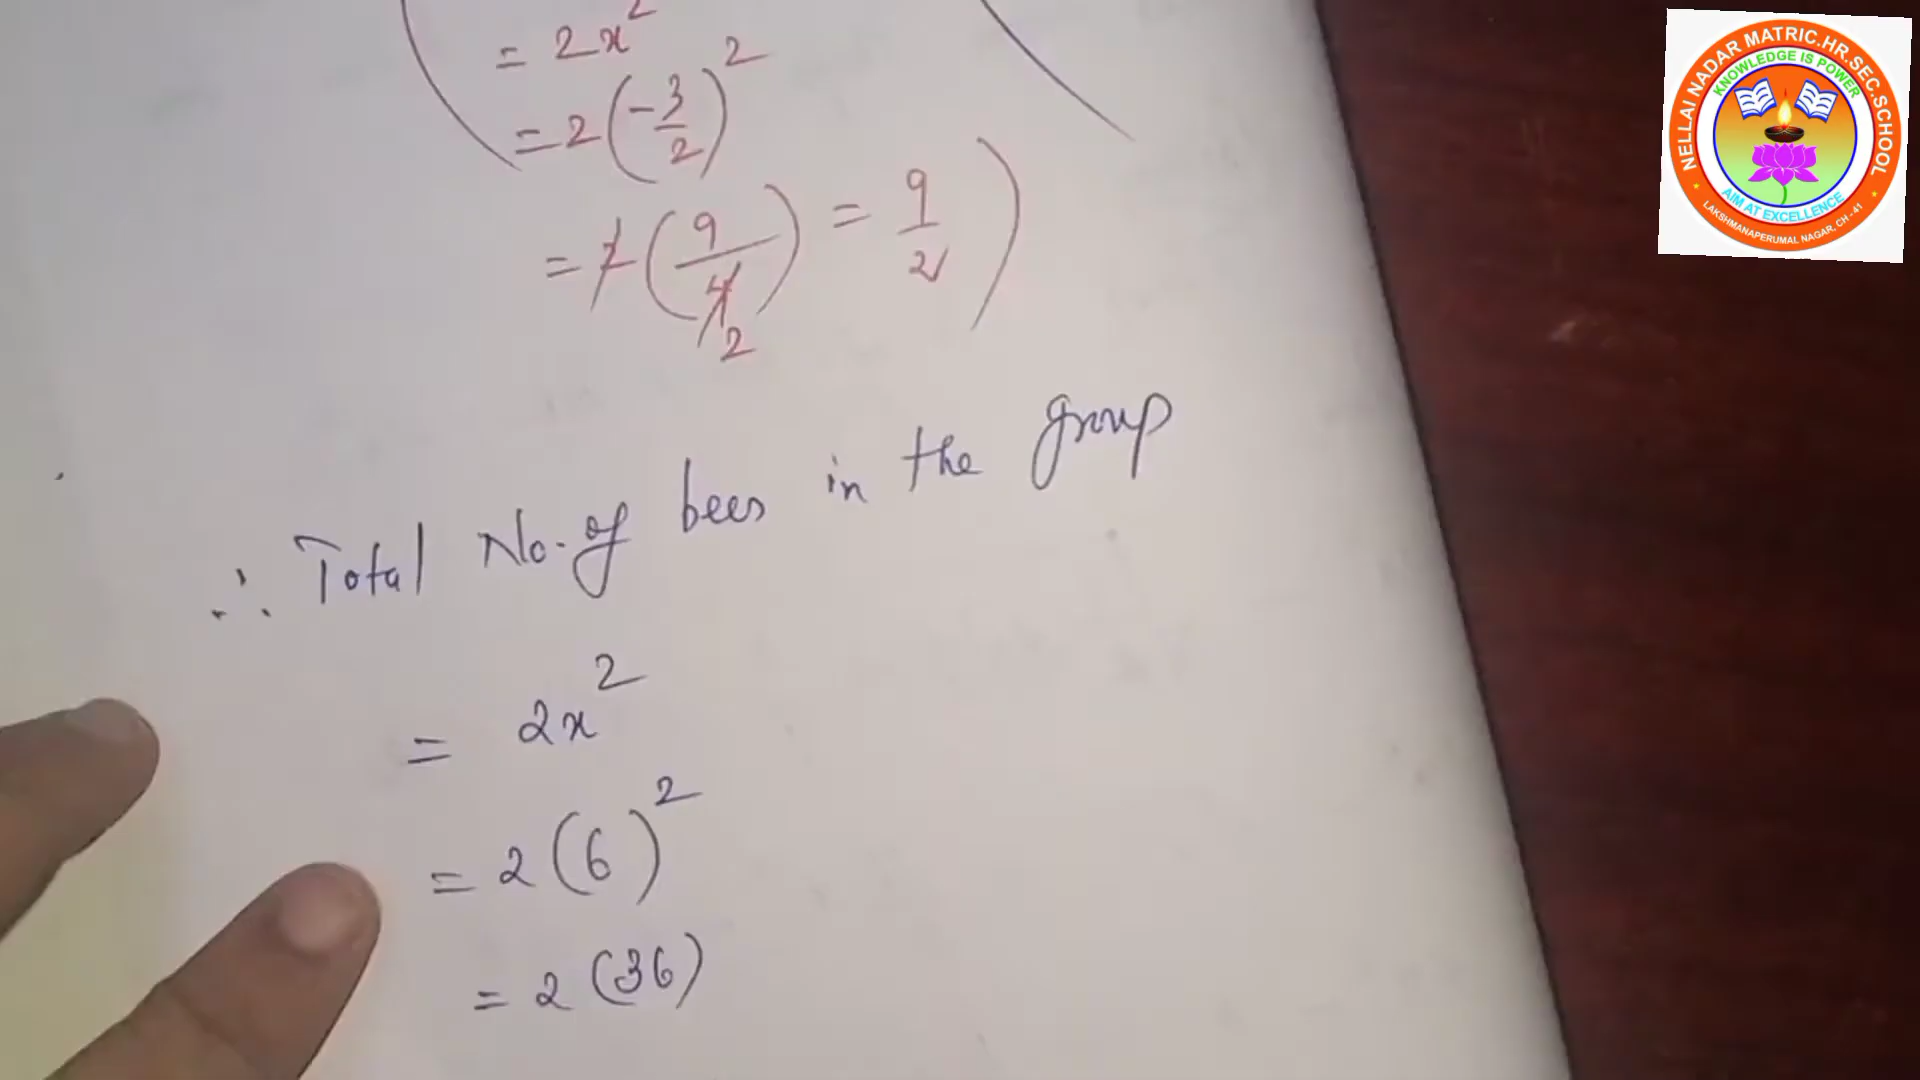 = 2x²
= 2(-3/2)²
= 2(9/4 2) = 9/2)
∴ Total No. of bees in the group
= 2x²
= 2(6)²
= 2(36)
NELLAI NADAR MATRIC.HR.SEC.SCHOOL
KNOWLEDGE IS POWER
AIM AT EXCELLENCE
LAKSHMANAPERUMAL NAGAR, CH - 41